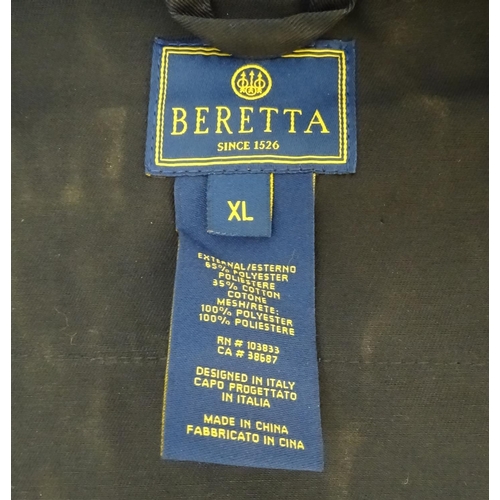 BERETTA
SINCE 1526
XL
EXTERNAL/ESTERNO
65% POLYESTER
POLIESTERE
35% COTTON
COTONE
MESH/RETE:
100% POLYESTER
100% POLIESTERE
RN # 103833
CA # 38687
DESIGNED IN ITALY
CAPO PROGETTATO
IN ITALIA
MADE IN CHINA
FABBRICATO IN CINA